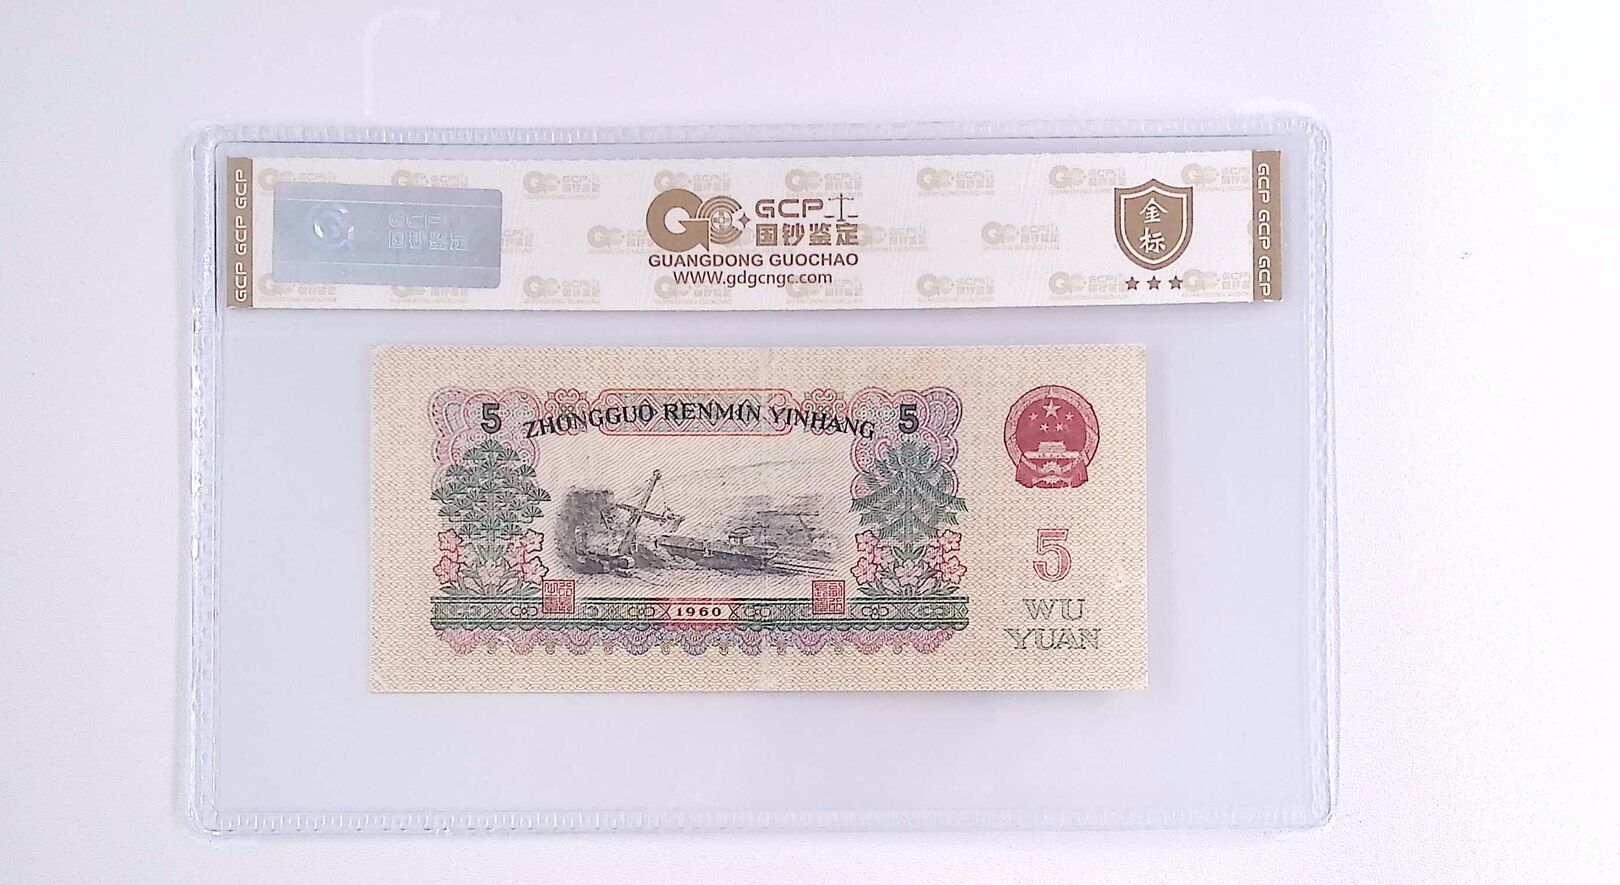 GCP GCP GCP
GCP
国钞鉴定
GCP
国钞鉴定
GUANGDONG GUOCHAO
WWW.gdgcngc.com
金标
GCP GCP GCP
5 ZHONGGUO RENMIN YINHANG 5
1960
5
WU
YUAN